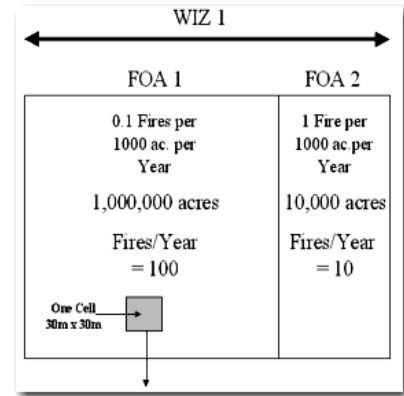 WIZ 1
FOA 1
FOA 2
0.1 Fires per
1000 ac. per
Year
1,000,000 acres
Fires/Year
= 100
1 Fire per
1000 ac.per
Year
10,000 acres
Fires/Year
= 10
One Cell
30m x 30m